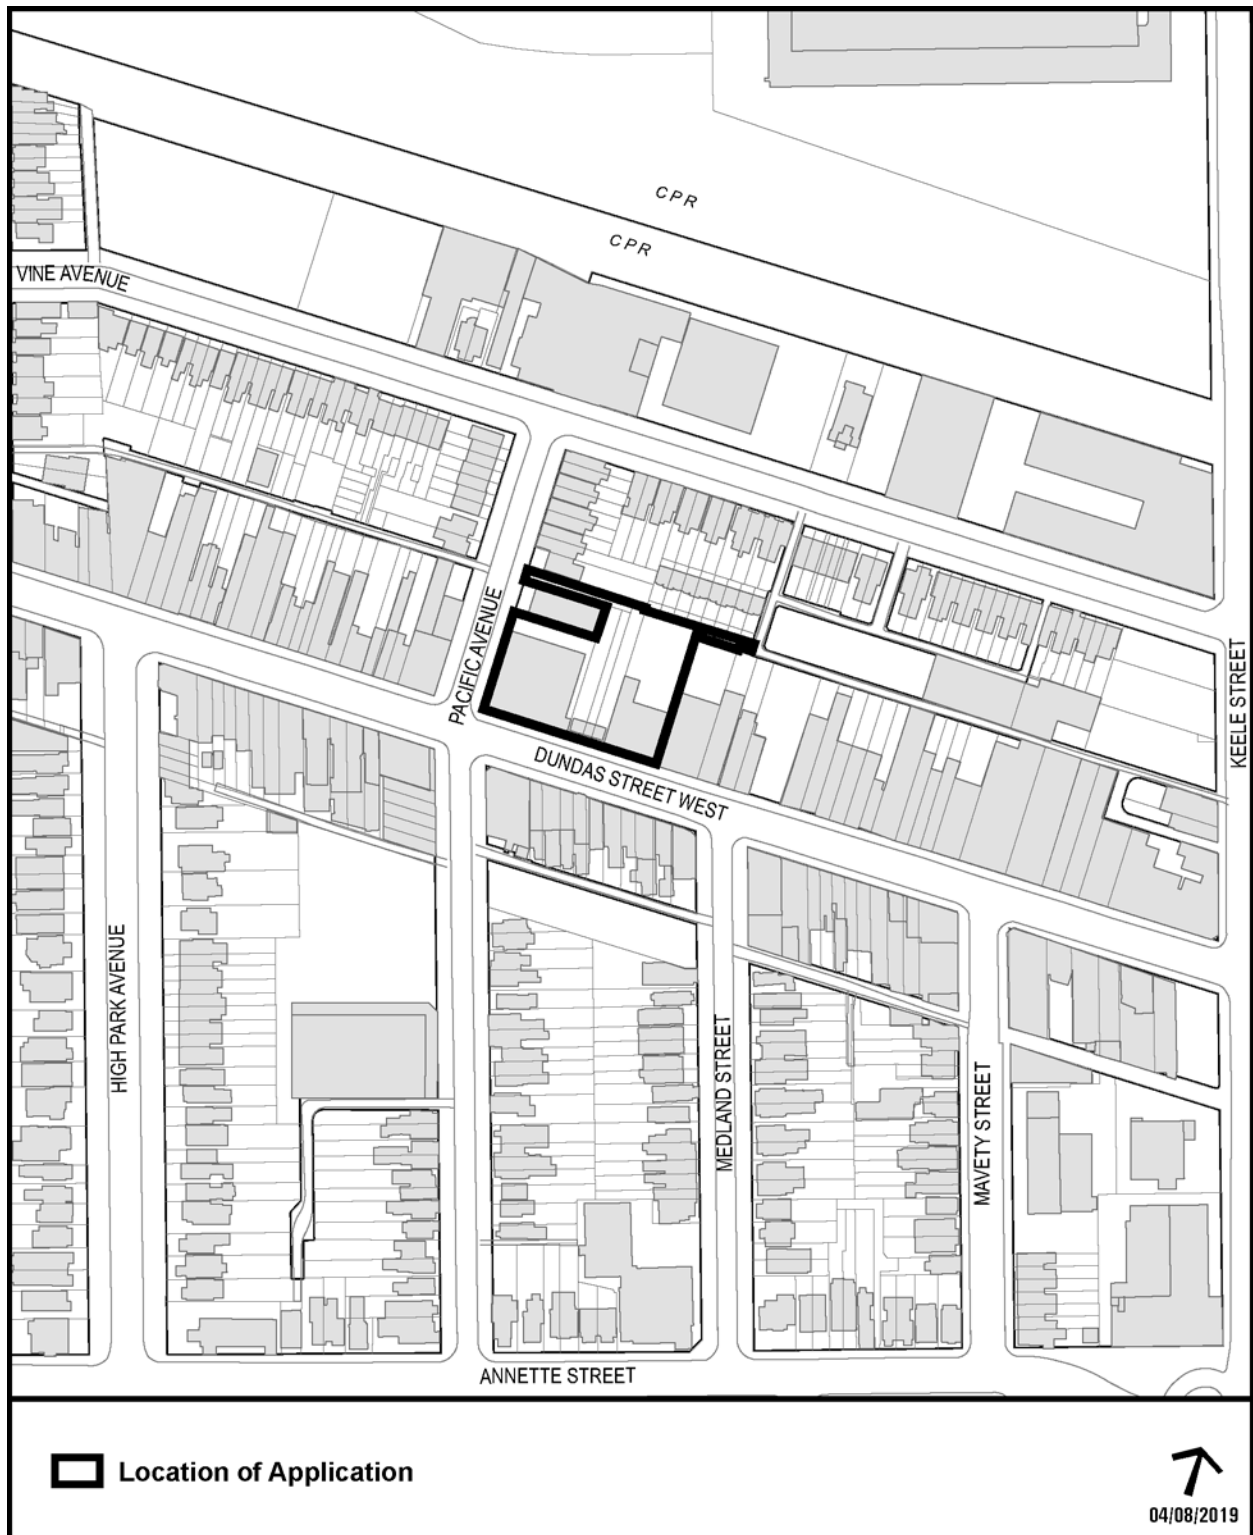 CPR
CPR
VINE AVENUE
PACIFIC AVENUE
KEELE STREET
DUNDAS STREET WEST
HIGH PARK AVENUE
MEDLAND STREET
MAVETY STREET
ANNETTE STREET
Location of Application
04/08/2019